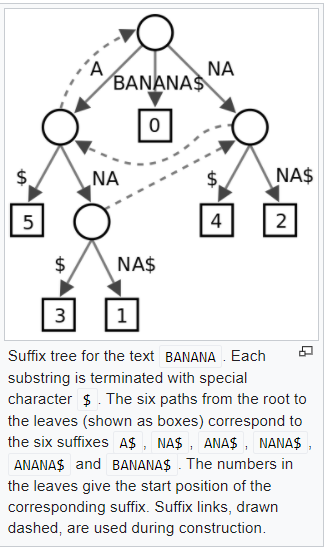 A
NA
BANANA$
0
$
NA
$
NA$
5
4
2
$
NA$
3
1
Suffix tree for the text BANANA . Each
substring is terminated with special
character $ . The six paths from the root to
the leaves (shown as boxes) correspond to
the six suffixes A$ , NA$ , ANA$ , NANA$ ,
ANANA$ and BANANA$ . The numbers in
the leaves give the start position of the
corresponding suffix. Suffix links, drawn
dashed, are used during construction.